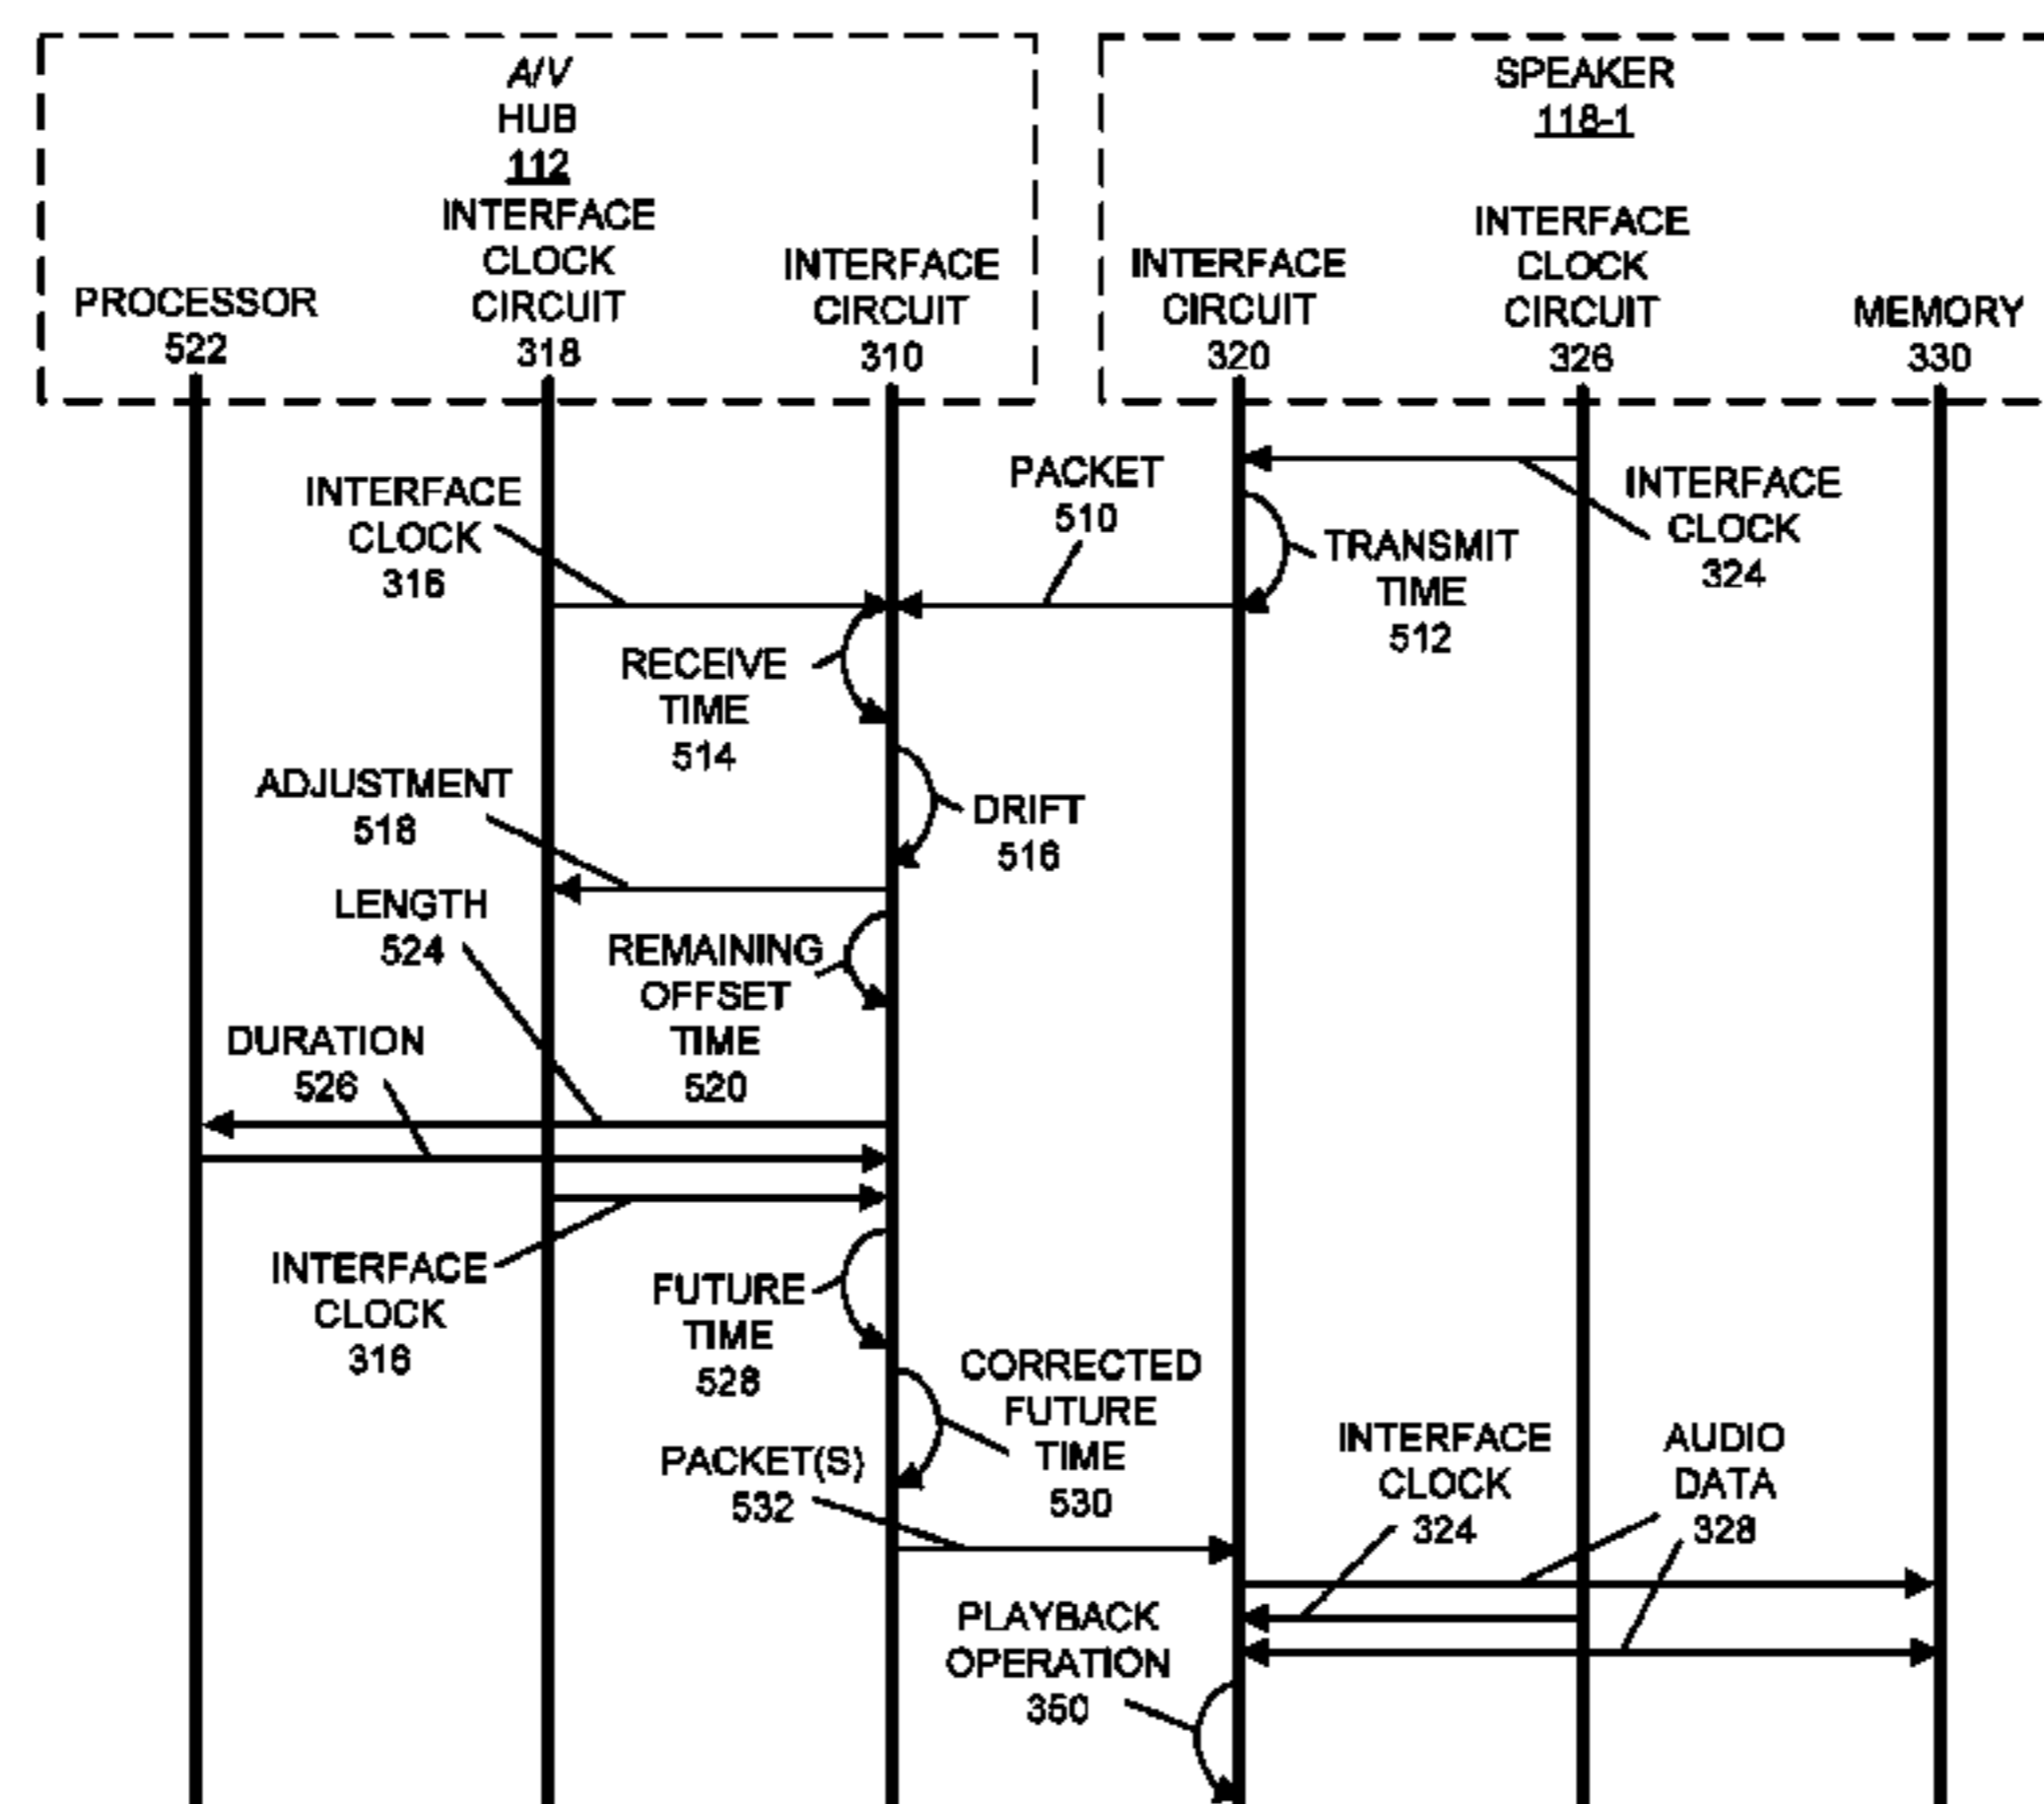 A/V
HUB
112
SPEAKER
118-1
PROCESSOR
522
INTERFACE
CLOCK
CIRCUIT
318
INTERFACE
CIRCUIT
310
INTERFACE
CIRCUIT
320
INTERFACE
CLOCK
CIRCUIT
326
MEMORY
330
INTERFACE
CLOCK
316
PACKET
510
TRANSMIT
TIME
512
INTERFACE
CLOCK
324
RECEIVE
TIME
514
ADJUSTMENT
518
DRIFT
516
LENGTH
524
REMAINING
OFFSET
TIME
520
DURATION
526
INTERFACE
CLOCK
316
FUTURE
TIME
528
CORRECTED
FUTURE
TIME
530
PACKET(S)
532
INTERFACE
CLOCK
324
AUDIO
DATA
328
PLAYBACK
OPERATION
350